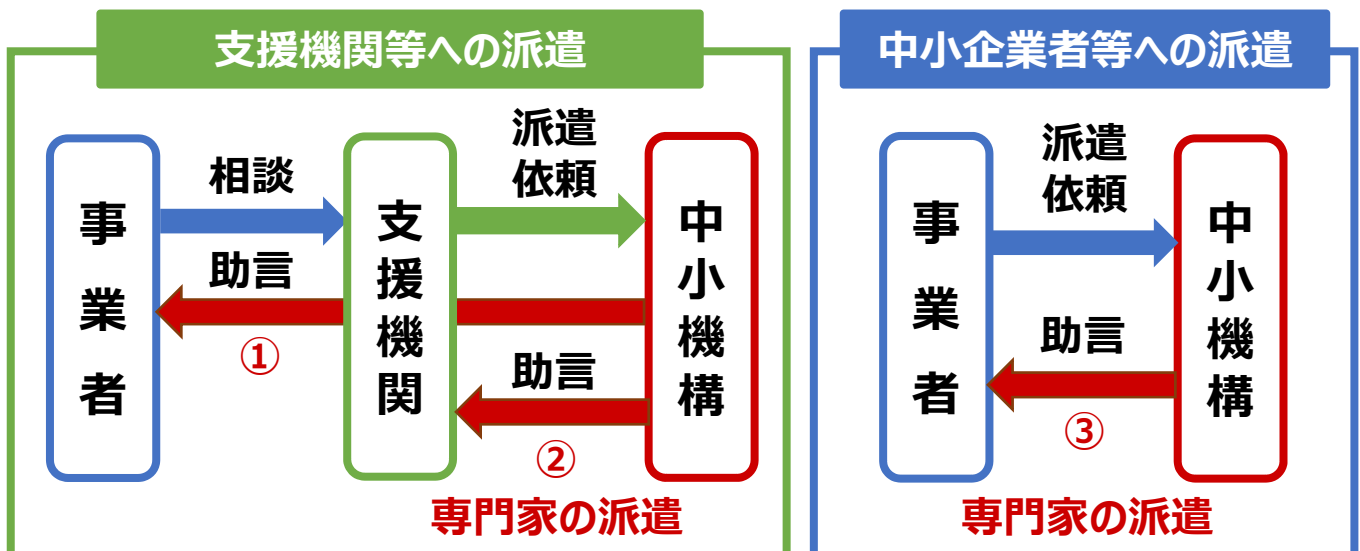 支援機関等への派遣
事業者
相談
助言
①
支援機関
派遣
依頼
助言
②
中小機構
専門家の派遣
中小企業者等への派遣
事業者
派遣
依頼
助言
③
中小機構
専門家の派遣